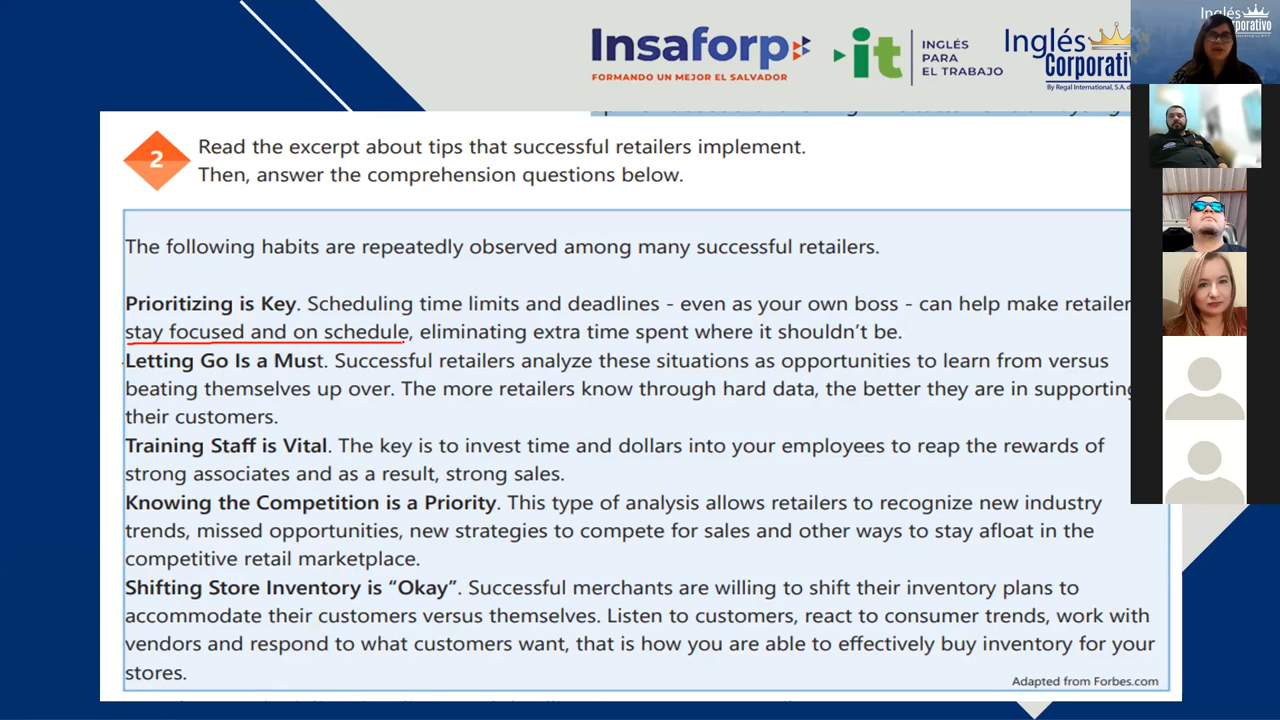 Insaforp
FORMANDO UN MEJOR EL SALVADOR
it
INGLÉS
PARA
EL TRABAJO
Inglés
Corporativo
By Regal International, S.A.
Inglés
Corporativo
2
Read the excerpt about tips that successful retailers implement.
Then, answer the comprehension questions below.
The following habits are repeatedly observed among many successful retailers.
Prioritizing is Key. Scheduling time limits and deadlines - even as your own boss - can help make retailer
stay focused and on schedule, eliminating extra time spent where it shouldn't be.
Letting Go Is a Must. Successful retailers analyze these situations as opportunities to learn from versus
beating themselves up over. The more retailers know through hard data, the better they are in supporting
their customers.
Training Staff is Vital. The key is to invest time and dollars into your employees to reap the rewards of
strong associates and as a result, strong sales.
Knowing the Competition is a Priority. This type of analysis allows retailers to recognize new industry
trends, missed opportunities, new strategies to compete for sales and other ways to stay afloat in the
competitive retail marketplace.
Shifting Store Inventory is “Okay”. Successful merchants are willing to shift their inventory plans to
accommodate their customers versus themselves. Listen to customers, react to consumer trends, work with
vendors and respond to what customers want, that is how you are able to effectively buy inventory for your
stores.
Adapted from Forbes.com